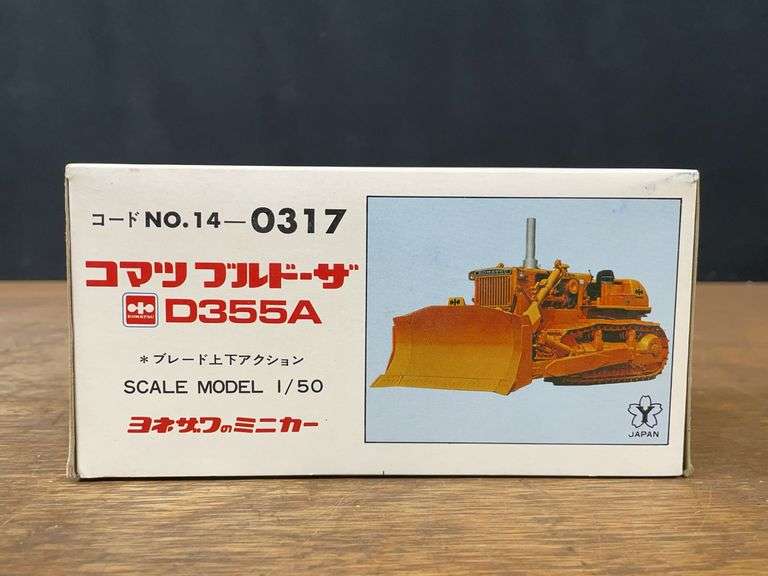 コードNO.14—0317
コマツ ブルドーザ
KOMATSU D355A
*ブレード上下アクション
SCALE MODEL 1/50
ヨネザワのミニカー
KOMATSU
Y
JAPAN